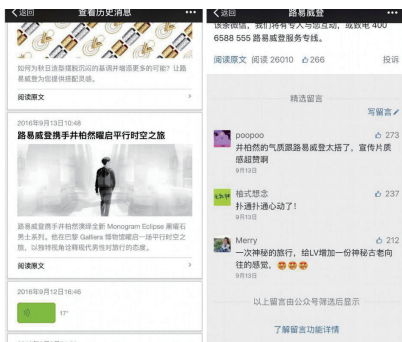 返回
查看历史消息
如何为秋日造型摆脱沉闷的基调并增添更多的可能？让路
易威登为您提供搭配灵感。
阅读原文
2016年9月13日10:48
路易威登携手井柏然曜启平行时空之旅
路易威登携手井柏然演绎全新 Monogram Eclipse 黑曜石
男士系列。他在巴黎 Galliera 博物馆曜启一场平行时空之
旅，以独特视角诠释现代男性对旅行的态度。
阅读原文
2016年9月12日16:46
17"
返回
路易威登
该条微信，我们将有专人与您互动，或致电 400
6588 555 路易威登服务专线。
阅读原文 阅读 26010 266 投诉
精选留言
写留言
poopoo 273
井柏然的气质跟路易威登太搭了，宣传片质
感超赞啊
9月13日
柚式想念 237
扑通扑通心动了！
9月13日
Merry 212
一次神秘的旅行，给LV增加一份神秘古老向
往的感觉，
9月13日
以上留言由公众号筛选后显示
了解留言功能详情